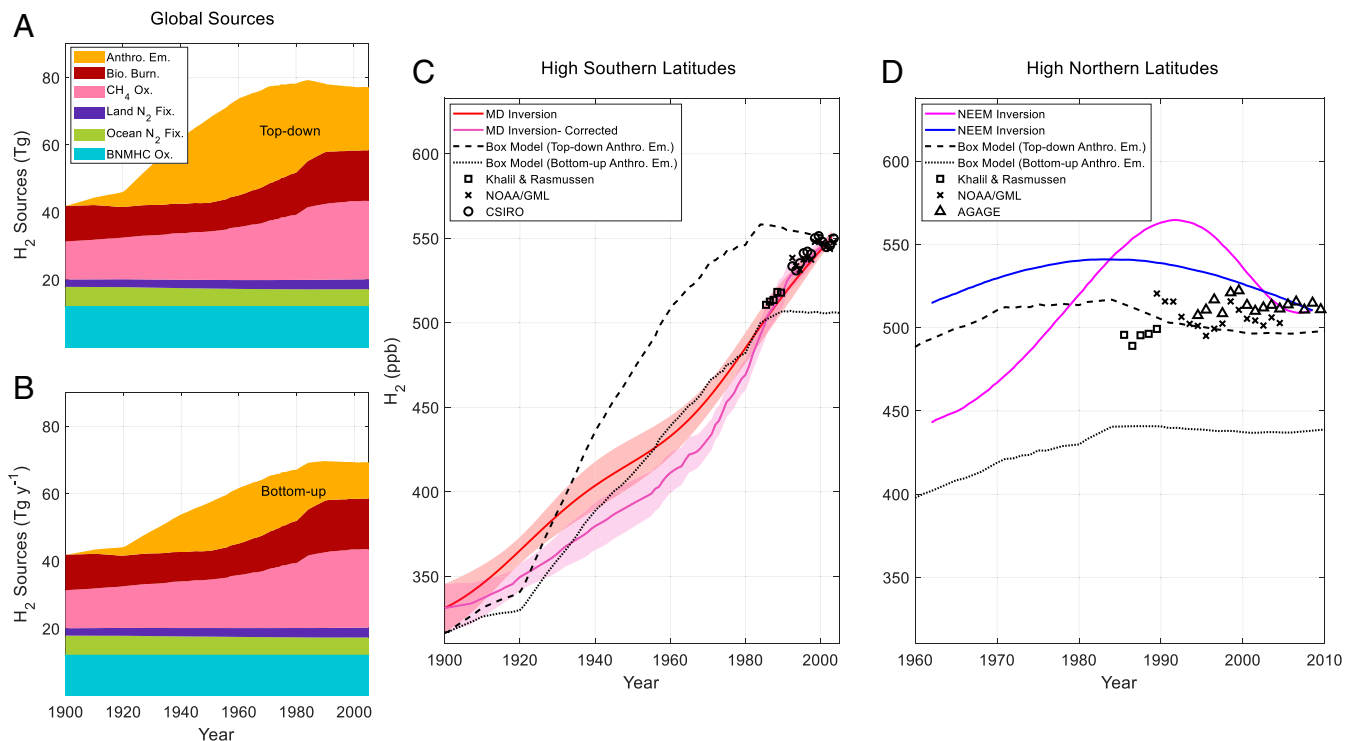 A
Global Sources
Anthro. Em.
Bio. Burn.
CH4 Ox.
Land N2 Fix.
Ocean N2 Fix.
BNMHC Ox.
Top-down
80
60
40
20
H2 Sources (Tg)
B
Bottom-up
80
60
40
20
H2 Sources (Tg y-1)
1900 1920 1940 1960 1980 2000
Year
C
High Southern Latitudes
MD Inversion
MD Inversion- Corrected
Box Model (Top-down Anthro. Em.)
Box Model (Bottom-up Anthro. Em.)
Khalil & Rasmussen
NOAA/GML
CSIRO
600
550
500
450
400
350
H2 (ppb)
1900 1920 1940 1960 1980 2000
Year
D
High Northern Latitudes
NEEM Inversion
NEEM Inversion
Box Model (Top-down Anthro. Em.)
Box Model (Bottom-up Anthro. Em.)
Khalil & Rasmussen
NOAA/GML
AGAGE
600
550
500
450
400
350
1960 1970 1980 1990 2000 2010
Year